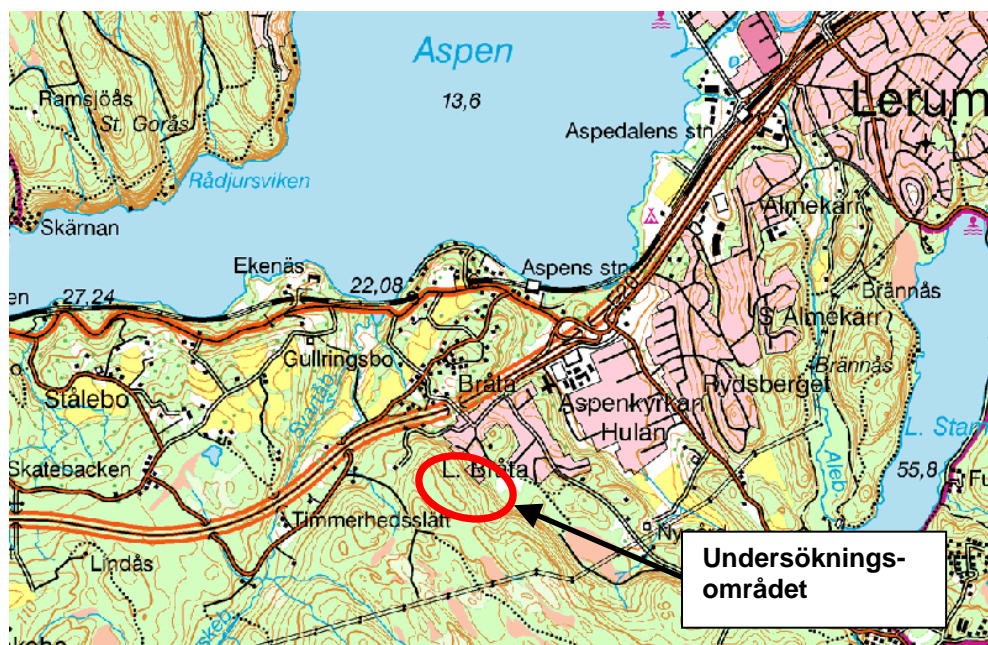 Aspen
13,6
Lerum
Ramsjöås
St. Gorås
Aspedalens stn
Rådjursviken
Skärnan
Almekärr
Ekenäs
Aspens stn
27,24
22,08
Brännås
S Almekärr
Gullringsbo
Brännås
Stålebo
Bråta
Rydsberget
Aspenkyrkan
Hulan
L. Bråta
Skatebacken
Aleb.
55,8
Timmerhedsslätt
Lindås
Undersöknings-
området